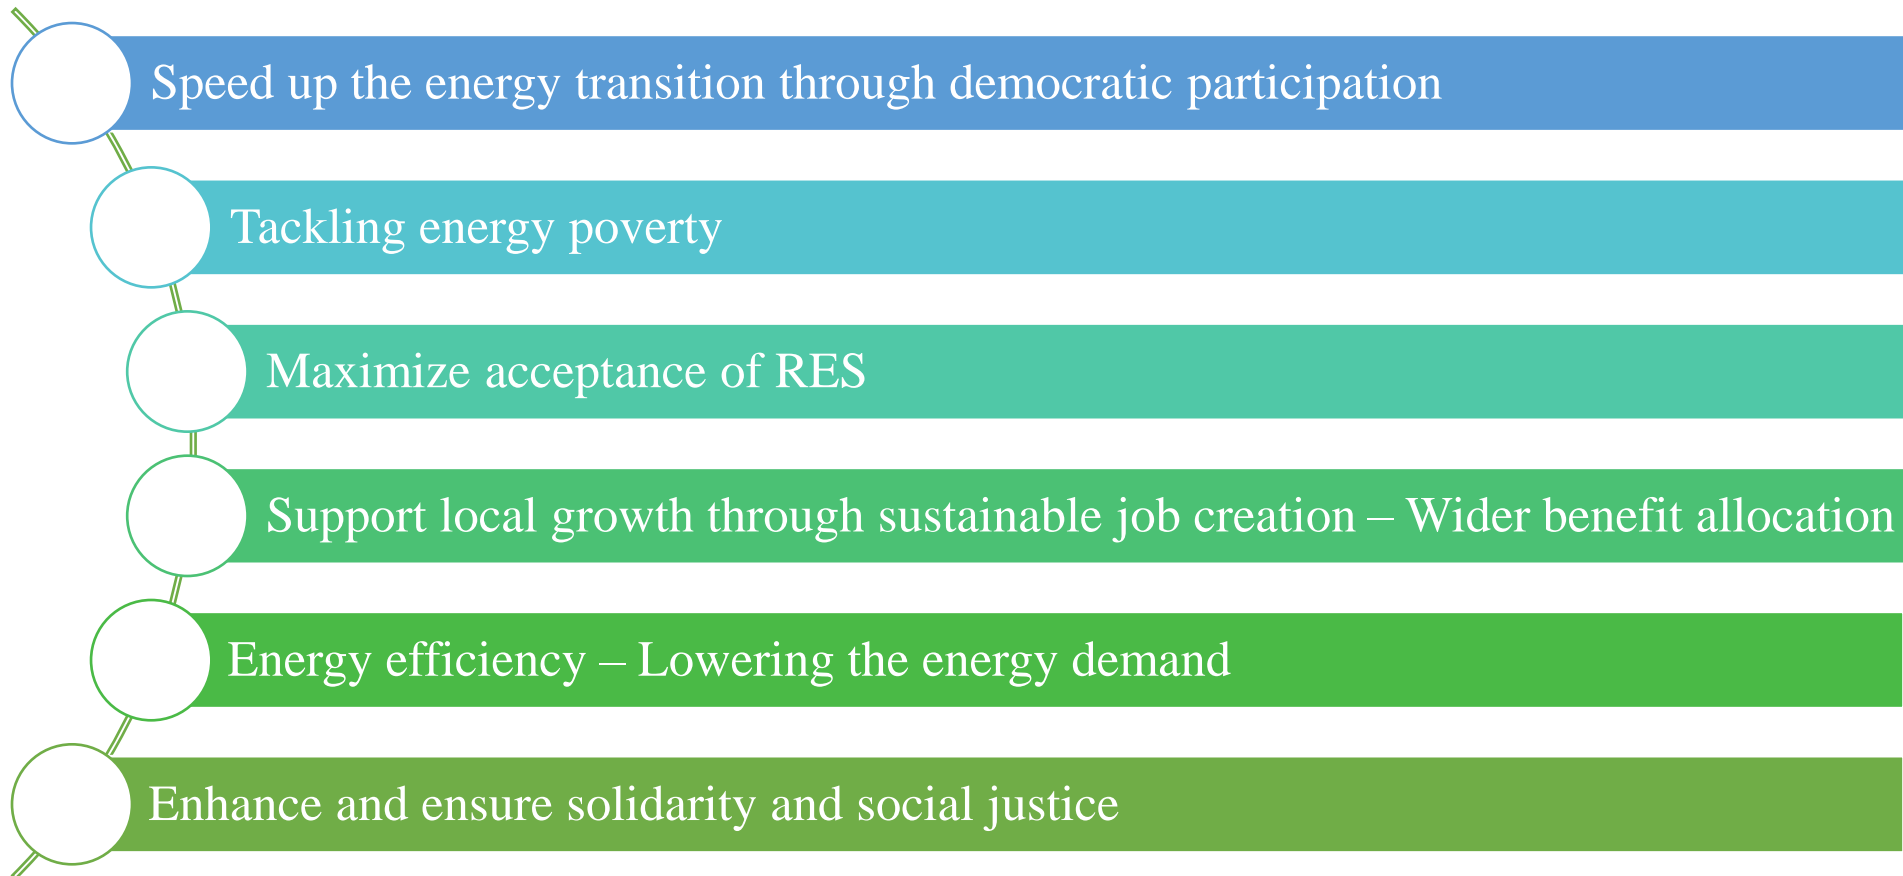 Speed up the energy transition through democratic participation
Tackling energy poverty
Maximize acceptance of RES
Support local growth through sustainable job creation – Wider benefit allocation
Energy efficiency – Lowering the energy demand
Enhance and ensure solidarity and social justice